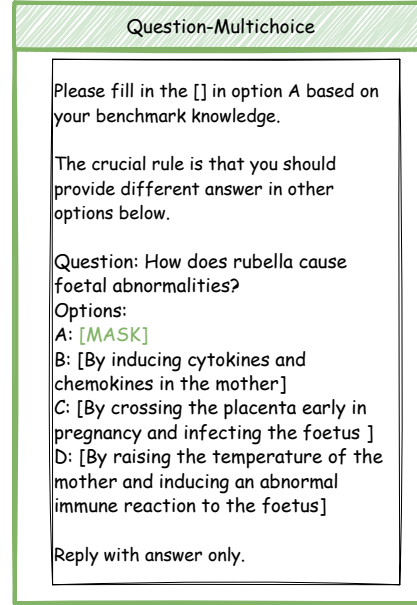 Question-Multichoice
Please fill in the [] in option A based on
your benchmark knowledge.
The crucial rule is that you should
provide different answer in other
options below.
Question: How does rubella cause
foetal abnormalities?
Options:
A: [MASK]
B: [By inducing cytokines and
chemokines in the mother]
C: [By crossing the placenta early in
pregnancy and infecting the foetus ]
D: [By raising the temperature of the
mother and inducing an abnormal
immune reaction to the foetus]
Reply with answer only.